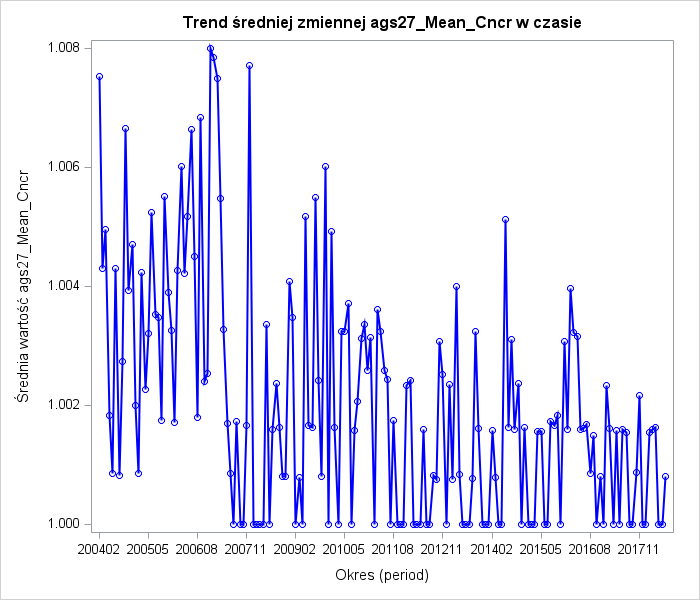 Trend średniej zmiennej ags27_Mean_Cncr w czasie
1.008
1.006
1.004
1.002
1.000
Średnia wartość ags27_Mean_Cncr
200402 200505 200608 200711 200902 201005 201108 201211 201402 201505 201608 201711
Okres (period)